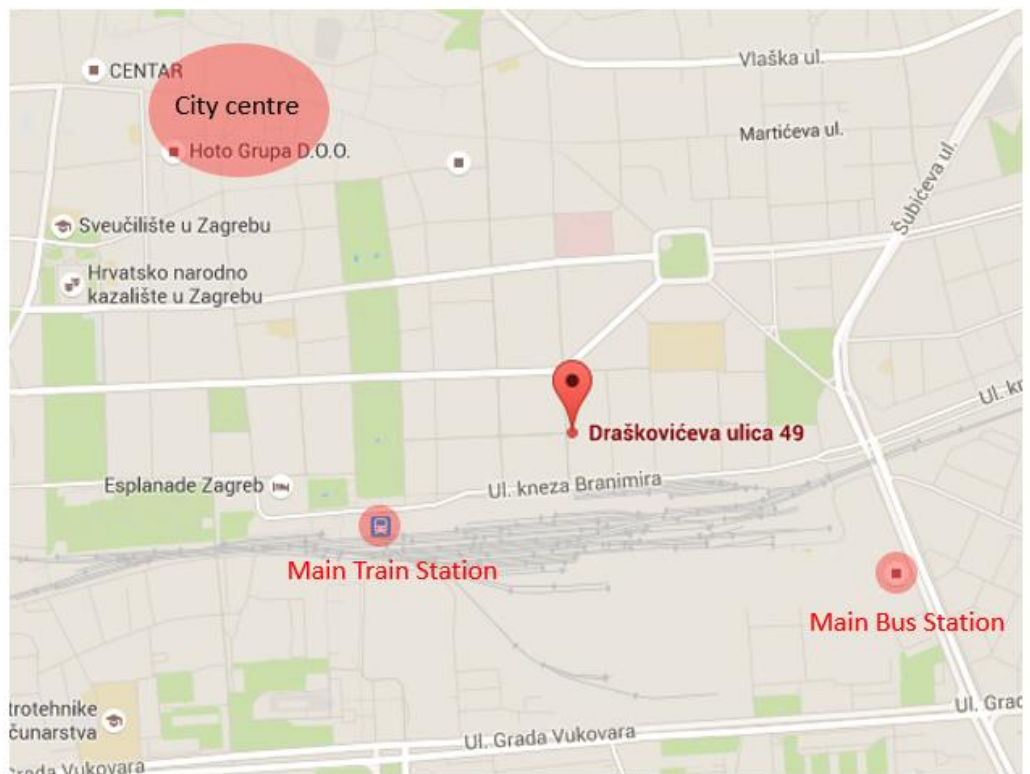 Vlaška ul.
CENTAR
City centre
Martićeva ul.
Hoto Grupa D.O.O.
Šubićeva ul.
Sveučilište u Zagrebu
Hrvatsko narodno
kazalište u Zagrebu
Ul. kr
Draškovićeva ulica 49
Esplanade Zagreb
Ul. kneza Branimira
Main Train Station
Main Bus Station
trotehnike
čunarstva
Ul. Grad
Ul. Grada Vukovara
rada Vukovara